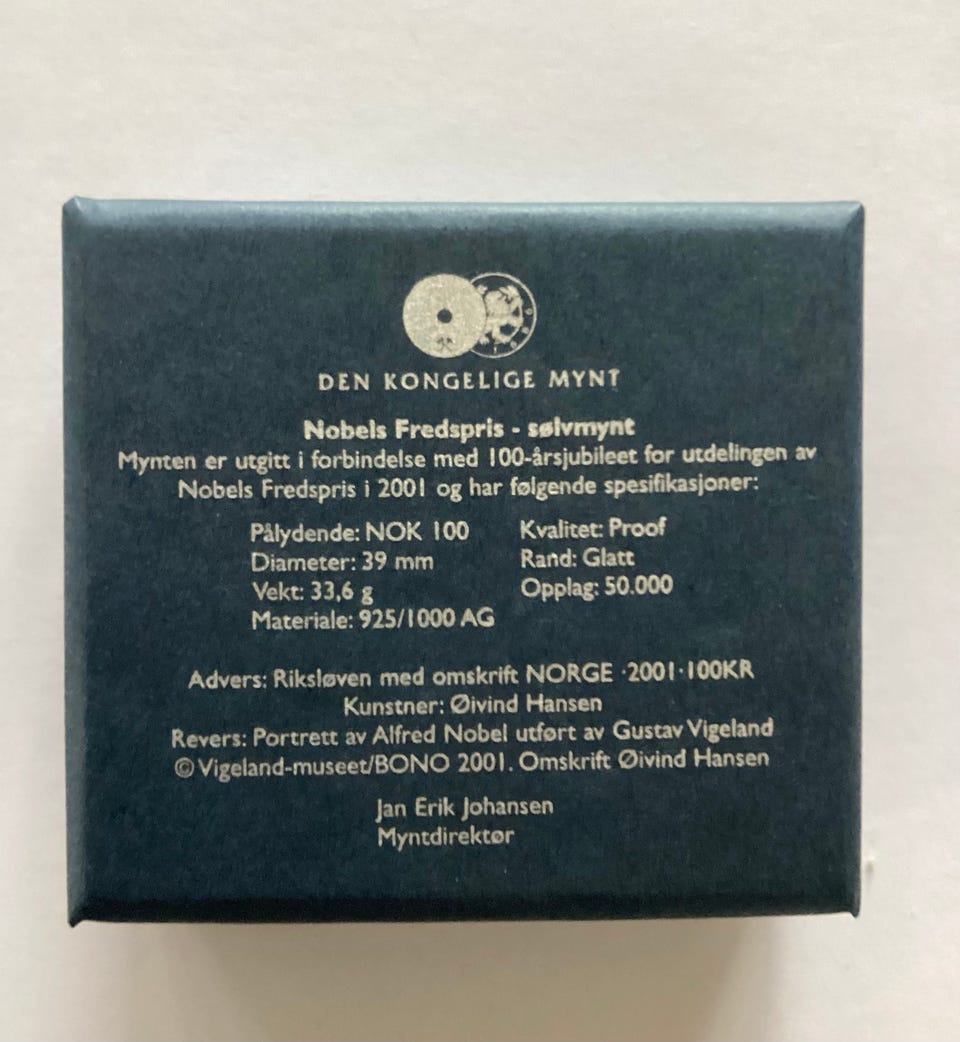 DEN KONGELIGE MYNT
Nobels Fredspris - sølvmynt
Mynten er utgitt i forbindelse med 100-årsjubileet for utdelingen av
Nobels Fredspris i 2001 og har følgende spesifikasjoner:
Pålydende: NOK 100
Diameter: 39 mm
Vekt: 33,6 g
Materiale: 925/1000 AG
Kvalitet: Proof
Rand: Glatt
Opplag: 50.000
Advers: Riksløven med omskrift NORGE ·2001·100KR
Kunstner: Øivind Hansen
Revers: Portrett av Alfred Nobel utført av Gustav Vigeland
© Vigeland-museet/BONO 2001. Omskrift Øivind Hansen
Jan Erik Johansen
Myntdirektør